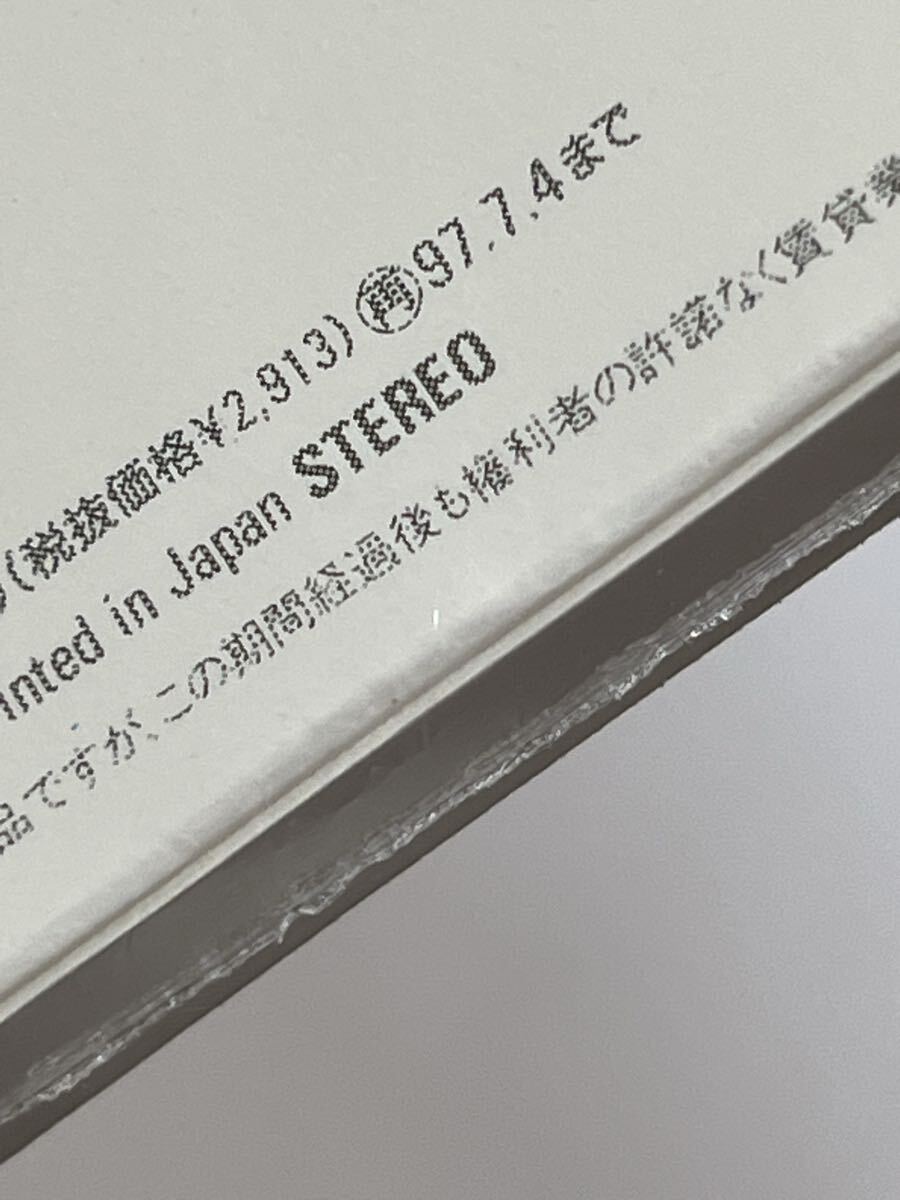 (税抜価格¥2,913)㊞97.7.4まで
inted in Japan STEREO
品ですが、この期間経過後も権利者の許諾なく賃貸業